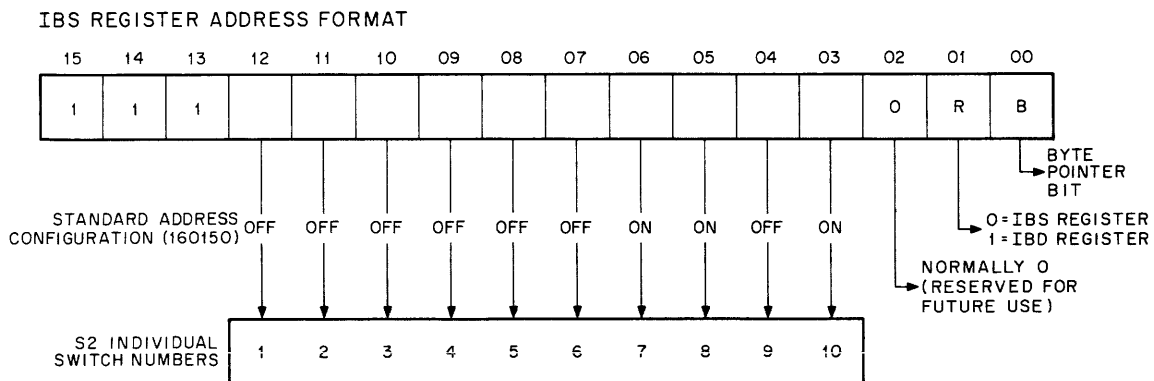 IBS REGISTER ADDRESS FORMAT
15 14 13 12 11 10 09 08 07 06 05 04 03 02 01 00
1 1 1 0 R B
BYTE
POINTER
BIT
STANDARD ADDRESS
CONFIGURATION (160150)
OFF OFF OFF OFF OFF OFF ON ON OFF ON
0=IBS REGISTER
1=IBD REGISTER
NORMALLY 0
(RESERVED FOR
FUTURE USE)
S2 INDIVIDUAL
SWITCH NUMBERS
1 2 3 4 5 6 7 8 9 10